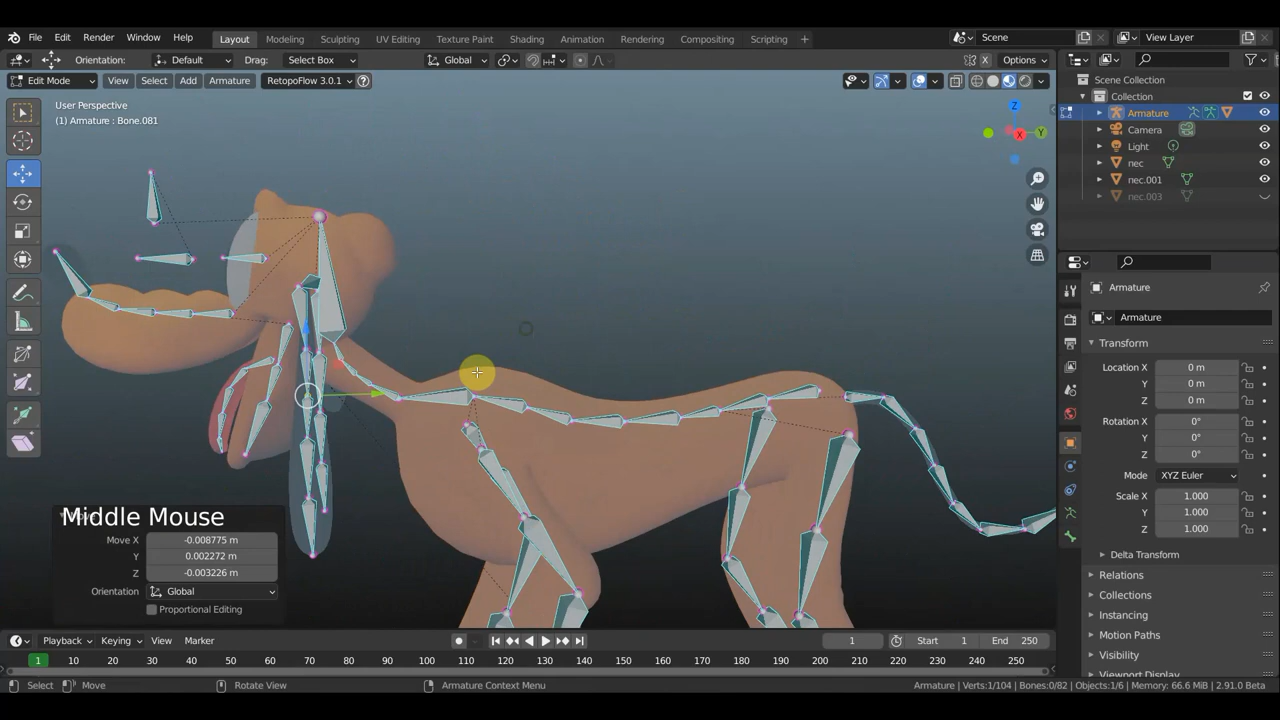 File Edit Render Window Help Layout Modeling Sculpting UV Editing Texture Paint Shading Animation Rendering Compositing Scripting + Scene View Layer
Orientation: Default Drag: Select Box Global X Options
Edit Mode View Select Add Armature RetopoFlow 3.0.1 ?
User Perspective
(1) Armature : Bone.081
Z
Y
X
Scene Collection
Collection
Armature
Camera
Light
nec
nec.001
nec.003
Armature
Armature
Transform
Location X 0 m
Y 0 m
Z 0 m
Rotation X 0°
Y 0°
Z 0°
Mode XYZ Euler
Scale X 1.000
Y 1.000
Z 1.000
Delta Transform
Relations
Collections
Instancing
Motion Paths
Visibility
Viewport Display
Middle Mouse
Move X -0.008775 m
Y 0.002272 m
Z -0.003226 m
Orientation Global
Proportional Editing
Playback Keying View Marker 1 Start 1 End 250
1 10 20 30 40 50 60 70 80 90 100 110 120 130 140 150 160 170 180 190 200 210 220 230 240 250
Select Move Rotate View Armature Context Menu Armature | Verts:1/104 | Bones:0/82 | Objects:1/6 | Memory: 66.6 MiB | 2.91.0 Beta